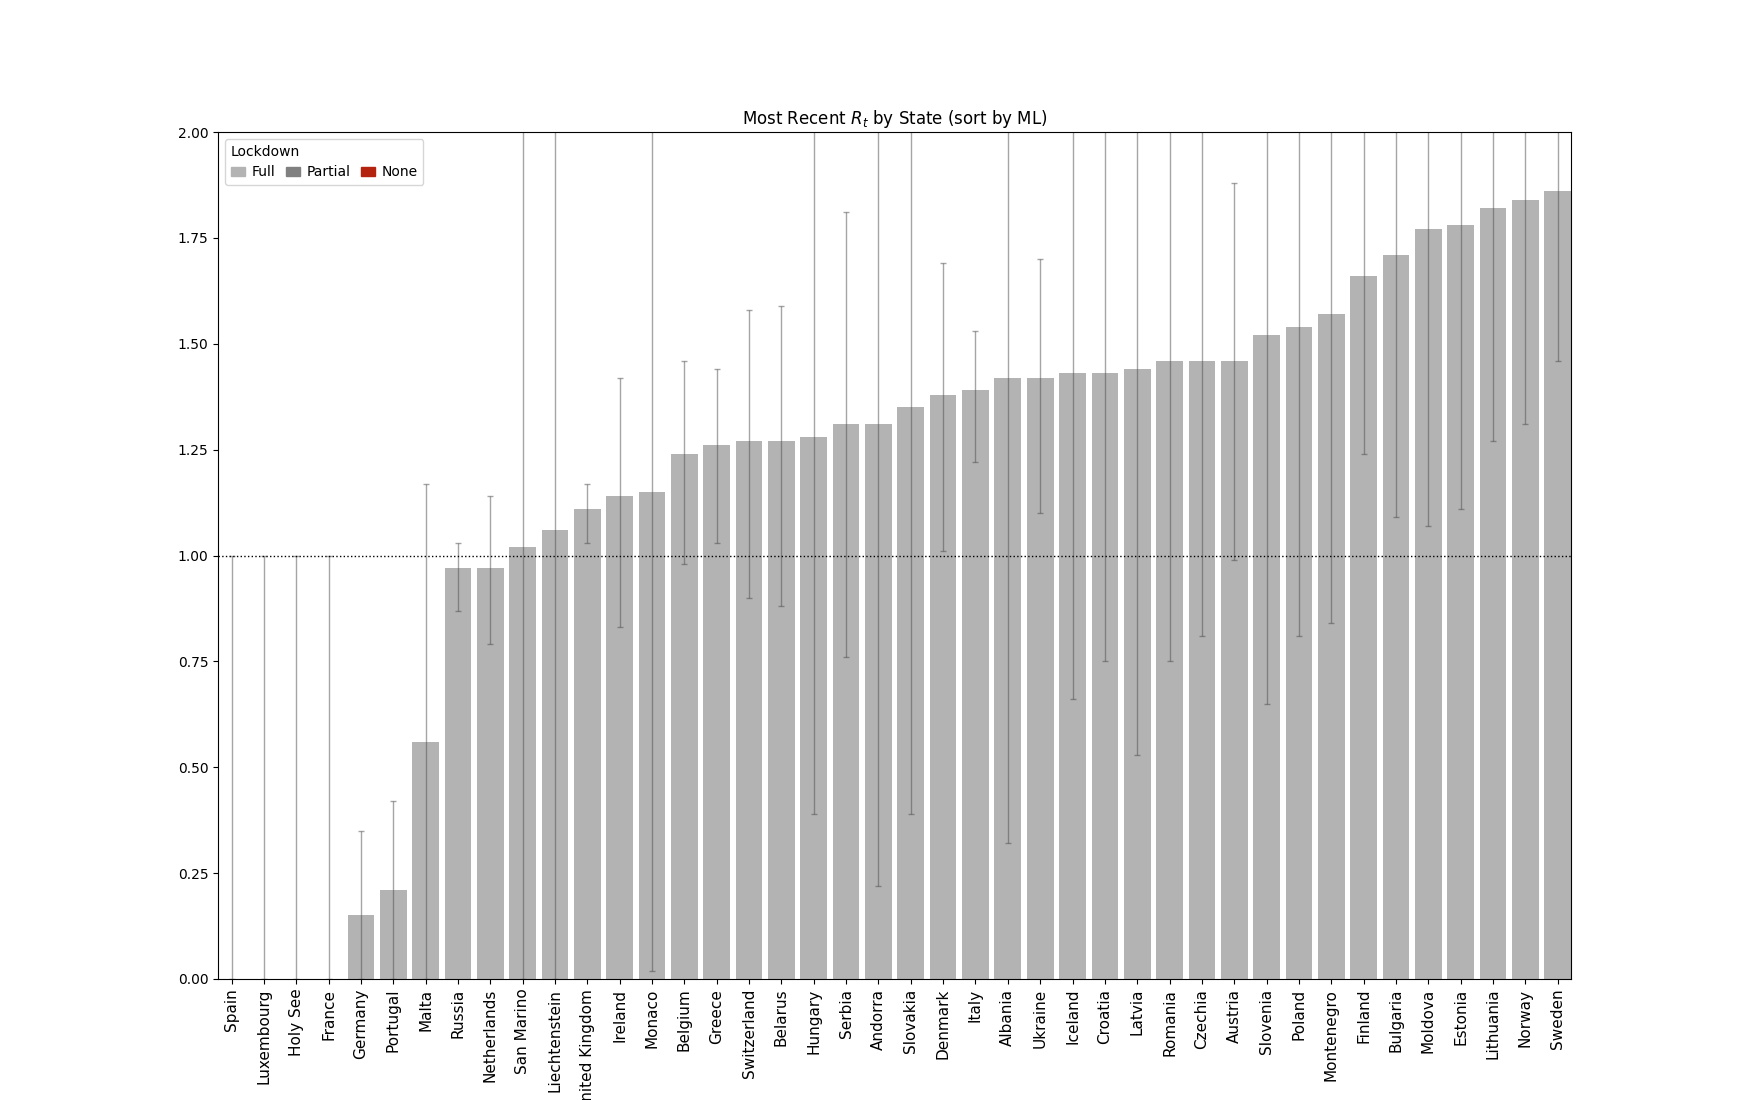 Most Recent R_t by State (sort by ML)
Lockdown
Full Partial None
2.00
1.75
1.50
1.25
1.00
0.75
0.50
0.25
0.00
Spain
Luxembourg
Holy See
France
Germany
Portugal
Malta
Russia
Netherlands
San Marino
Liechtenstein
nited Kingdom
Ireland
Monaco
Belgium
Greece
Switzerland
Belarus
Hungary
Serbia
Andorra
Slovakia
Denmark
Italy
Albania
Ukraine
Iceland
Croatia
Latvia
Romania
Czechia
Austria
Slovenia
Poland
Montenegro
Finland
Bulgaria
Moldova
Estonia
Lithuania
Norway
Sweden